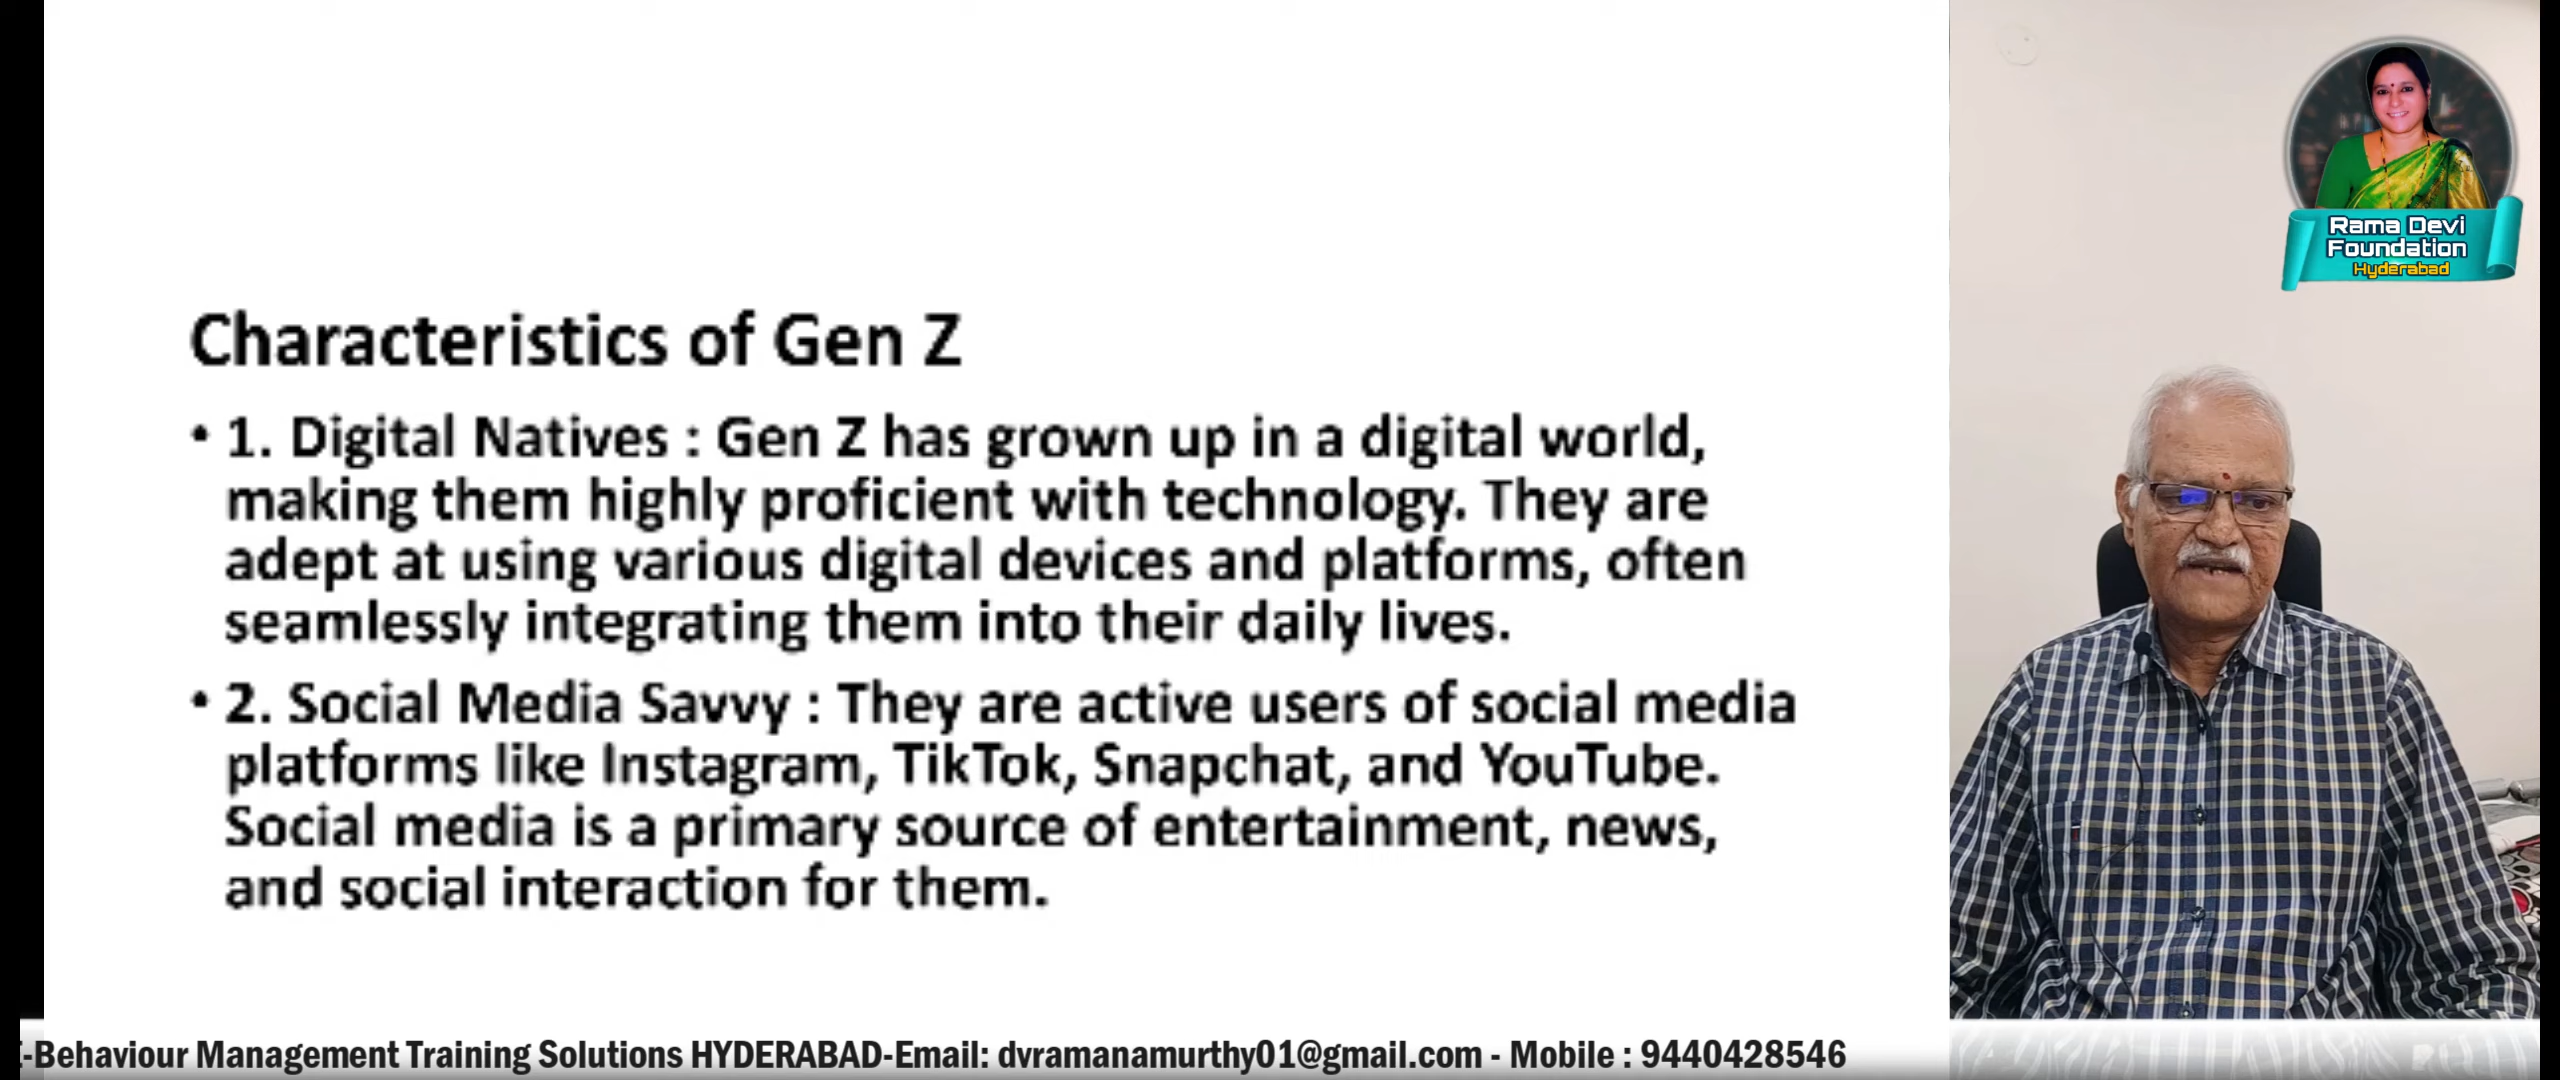 Rama Devi
Foundation
Hyderabad
Characteristics of Gen Z
• 1. Digital Natives : Gen Z has grown up in a digital world,
making them highly proficient with technology. They are
adept at using various digital devices and platforms, often
seamlessly integrating them into their daily lives.
• 2. Social Media Savvy : They are active users of social media
platforms like Instagram, TikTok, Snapchat, and YouTube.
Social media is a primary source of entertainment, news,
and social interaction for them.
-Behaviour Management Training Solutions HYDERABAD-Email: dvramanamurthy01@gmail.com - Mobile : 9440428546